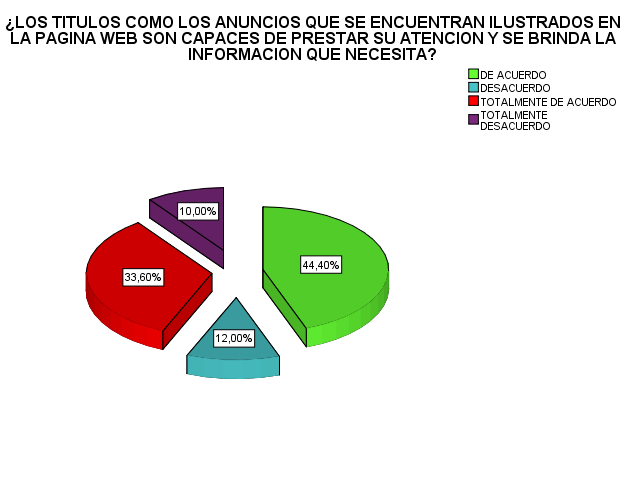 ¿LOS TITULOS COMO LOS ANUNCIOS QUE SE ENCUENTRAN ILUSTRADOS EN
LA PAGINA WEB SON CAPACES DE PRESTAR SU ATENCION Y SE BRINDA LA
INFORMACION QUE NECESITA?
DE ACUERDO
DESACUERDO
TOTALMENTE DE ACUERDO
TOTALMENTE
DESACUERDO
10,00%
44,40%
33,60%
12,00%